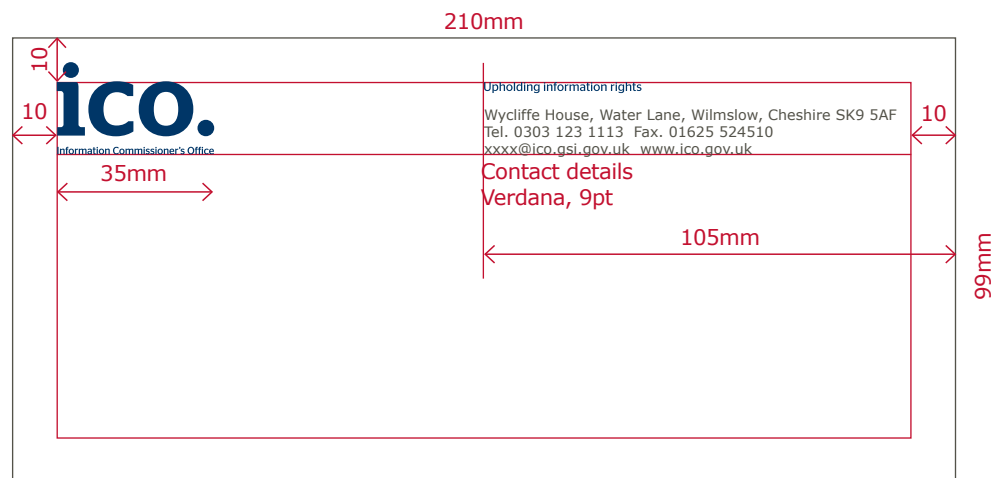 210mm
10
ico.
Information Commissioner's Office
Upholding information rights
Wycliffe House, Water Lane, Wilmslow, Cheshire SK9 5AF
Tel. 0303 123 1113  Fax. 01625 524510
xxxx@ico.gsi.gov.uk  www.ico.gov.uk
10
10
35mm
Contact details
Verdana, 9pt
105mm
99mm